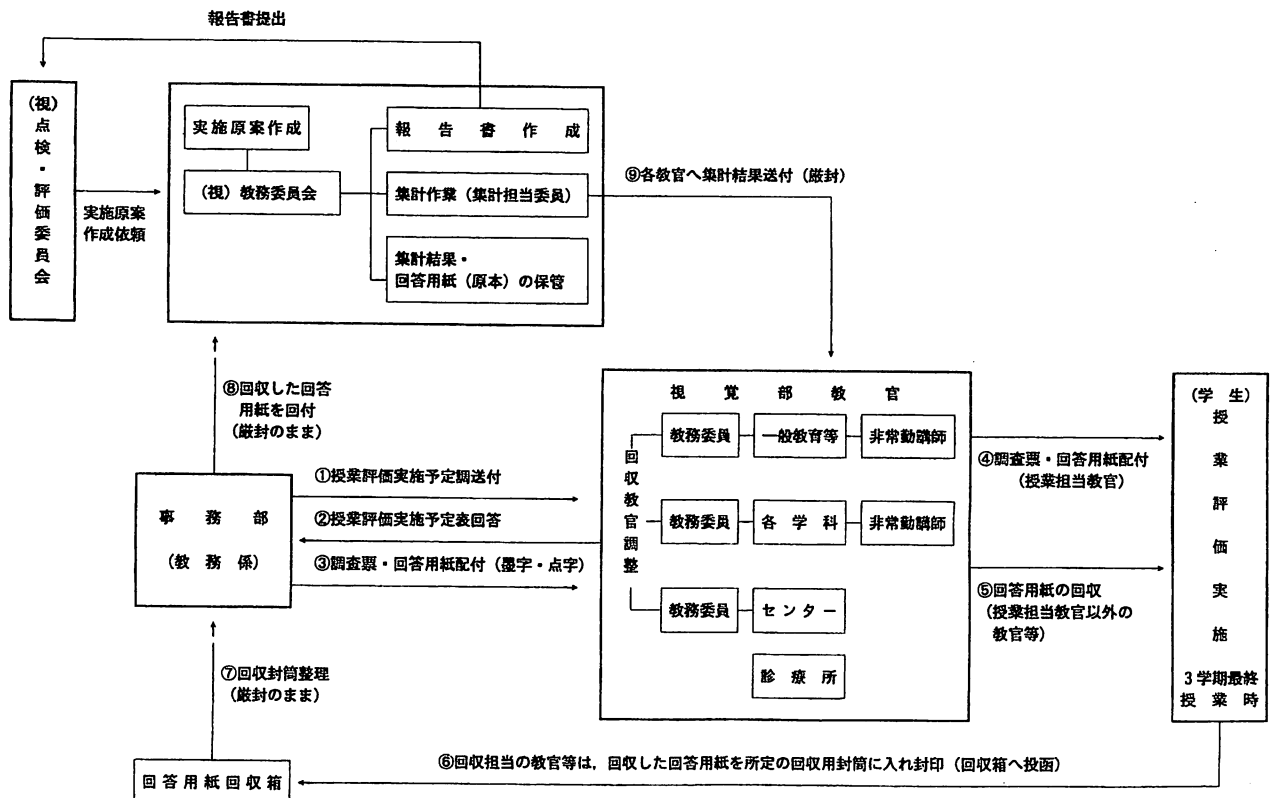 報告書提出
(視)
点検・評価委員会
実施原案
作成依頼
実施原案作成
(視)教務委員会
報告書作成
集計作業(集計担当委員)
集計結果・
回答用紙(原本)の保管
⑨各教官へ集計結果送付(厳封)
⑧回収した回答
用紙を回付
(厳封のまま)
事務部
(教務係)
①授業評価実施予定調送付
②授業評価実施予定表回答
③調査票・回答用紙配付(墨字・点字)
視覚部教官
回収教官調整
教務委員
一般教育等
非常勤講師
教務委員
各学科
非常勤講師
教務委員
センター
診療所
④調査票・回答用紙配付
(授業担当教官)
⑤回答用紙の回収
(授業担当教官以外の
教官等)
(学生)
授業評価実施
3学期最終
授業時
⑦回収封筒整理
(厳封のまま)
⑥回収担当の教官等は,回収した回答用紙を所定の回収用封筒に入れ封印(回収箱へ投函)
回答用紙回収箱